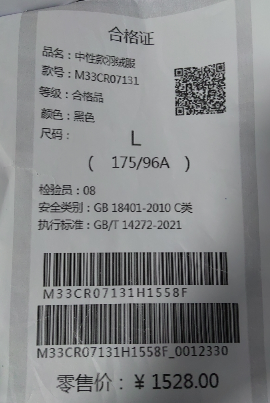 合格证
品名：中性款羽绒服
款号：M33CR07131
等级：合格品
颜色：黑色
尺码：
L
( 175/96A )
检验员：08
安全类别：GB 18401-2010 C类
执行标准：GB/T 14272-2021
M33CR07131H1558F
M33CR07131H1558F_0012330
零售价：¥ 1528.00